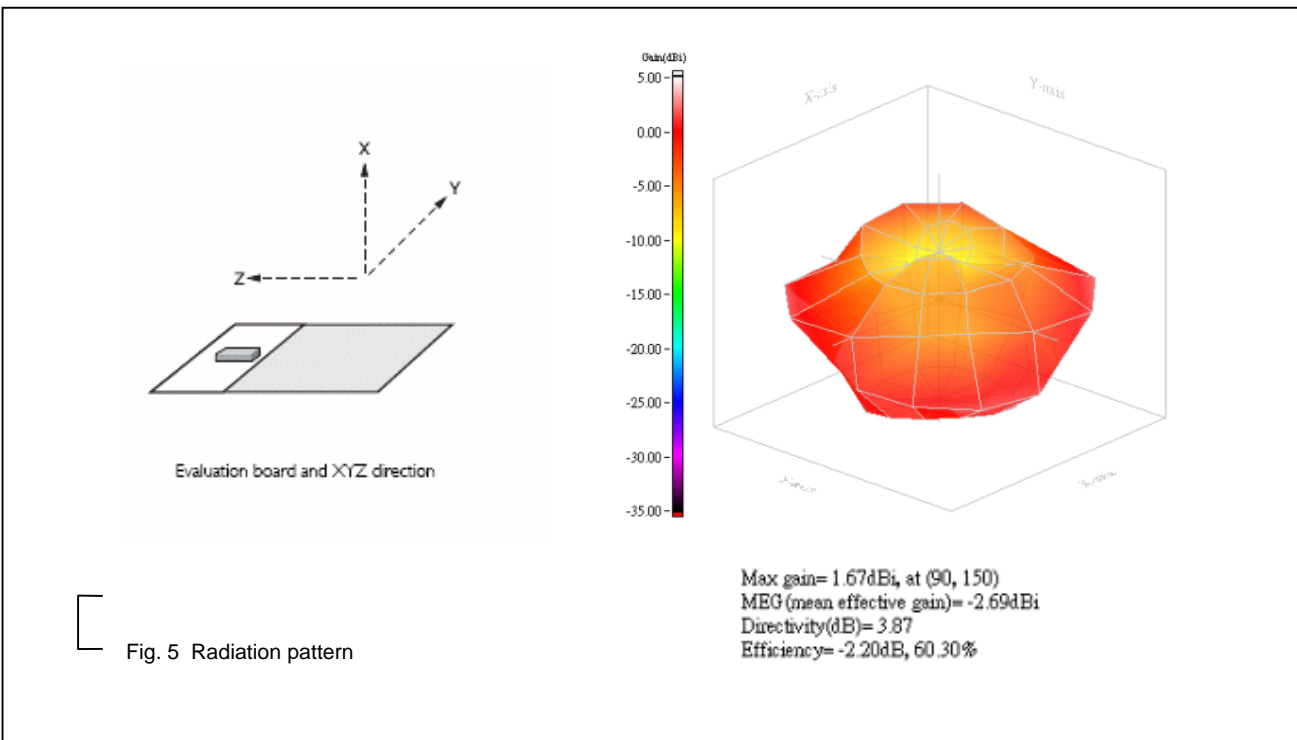 X
Y
Z
Evaluation board and XYZ direction
Fig. 5 Radiation pattern
Gain(dBi)
5.00
0.00
-5.00
-10.00
-15.00
-20.00
-25.00
-30.00
-35.00
X-axis
Y-axis
Max gain= 1.67dBi, at (90, 150)
MEG(mean effective gain)= -2.69dBi
Directivity(dB)= 3.87
Efficiency= -2.20dB, 60.30%